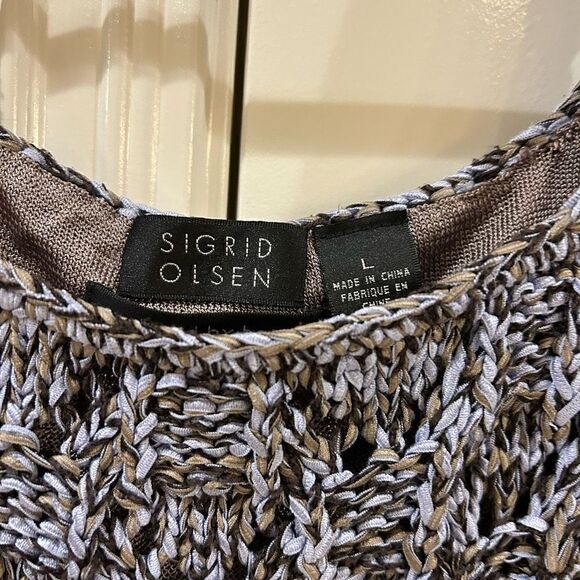 SIGRID
OLSEN
L
MADE IN CHINA
FABRIQUE EN
CHINE